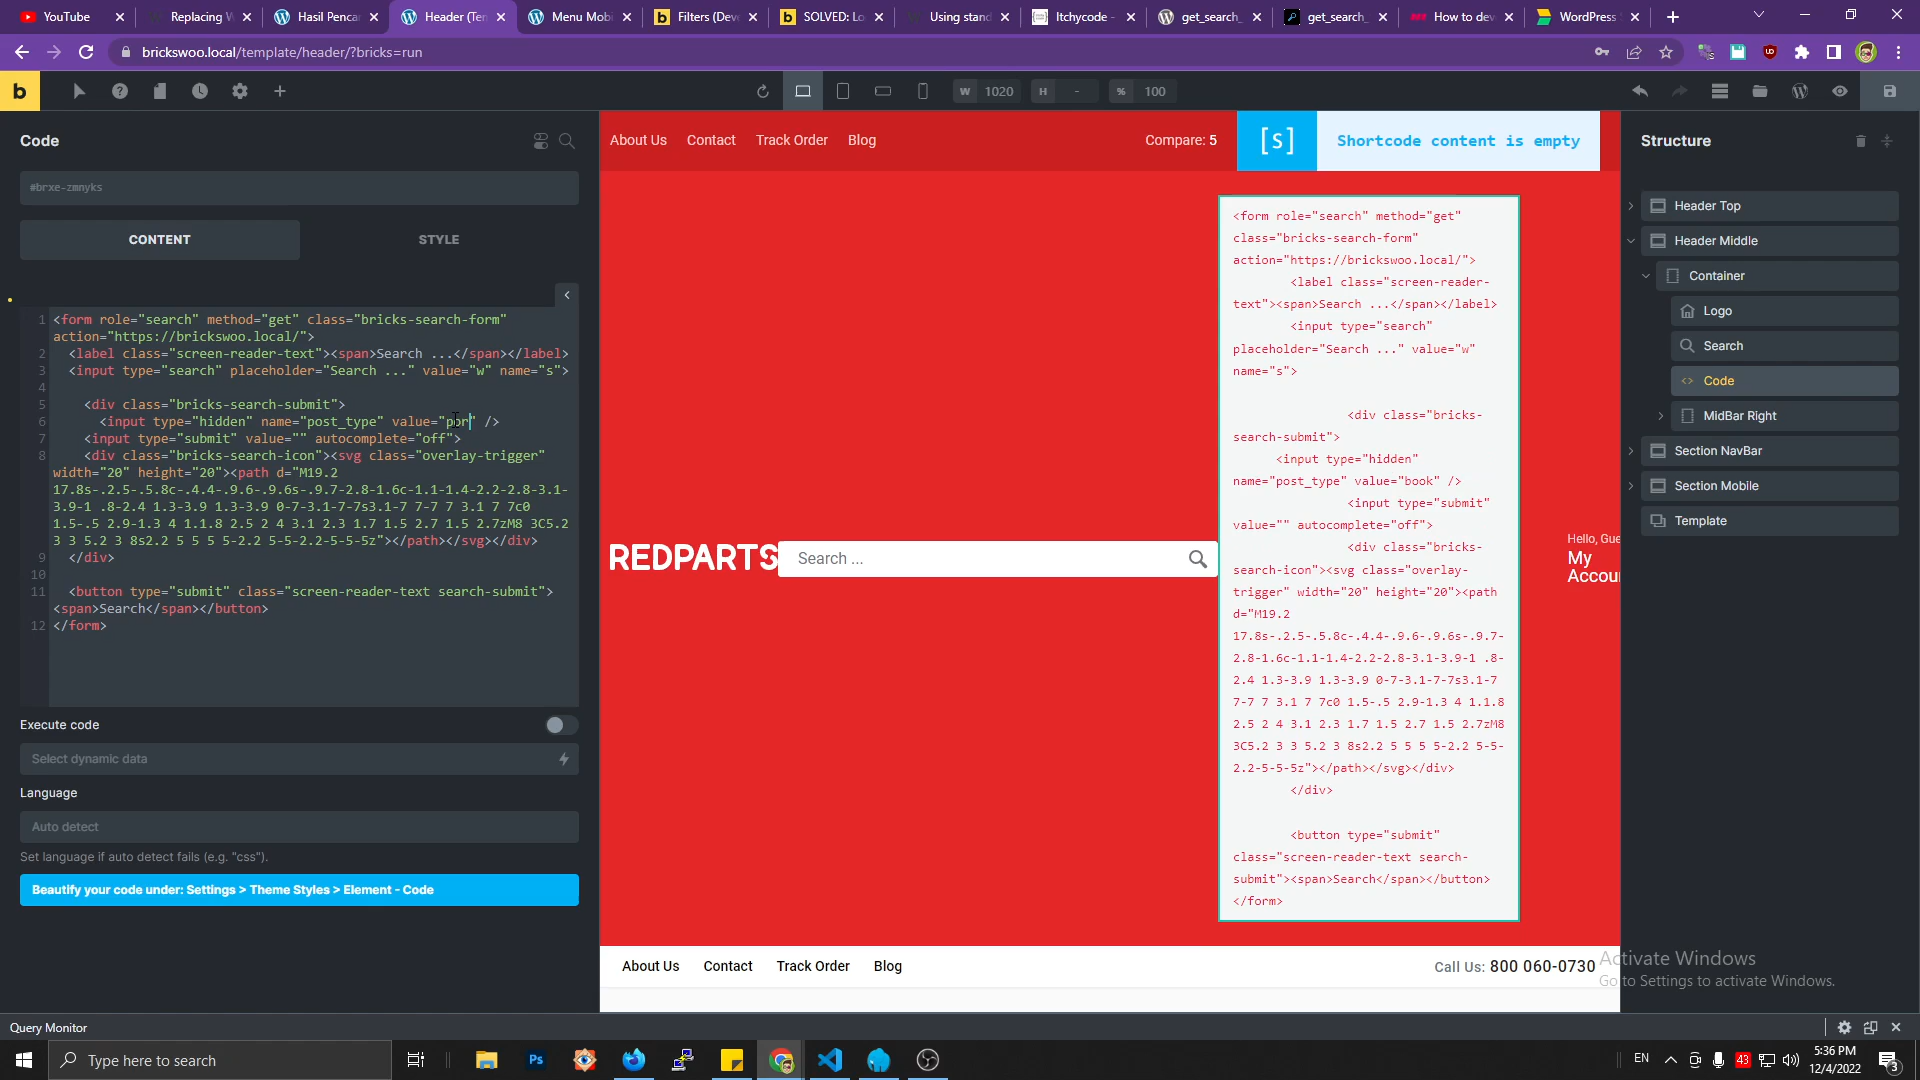 YouTube
Replacing W
Hasil Pencar
Header (Tem
Menu Mobi
Filters (Deve
SOLVED: Lo
Using stand
Itchycode -
get_search_
get_search_
How to dev
WordPress
brickswoo.local/template/header/?bricks=run
b
W 1020
H -
% 100
Code
#brxe-zmnyks
CONTENT
STYLE
1 <form role="search" method="get" class="bricks-search-form"
action="https://brickswoo.local/">
2 <label class="screen-reader-text"><span>Search ...</span></label>
3 <input type="search" placeholder="Search ..." value="w" name="s">
4
5 <div class="bricks-search-submit">
6 <input type="hidden" name="post_type" value="por" />
7 <input type="submit" value="" autocomplete="off">
8 <div class="bricks-search-icon"><svg class="overlay-trigger"
width="20" height="20"><path d="M19.2
17.8s-.2.5-.5.8c-.4.4-.9.6-.9.6s-.9.7-2.8-1.6c-1.1-1.4-2.2-2.8-3.1-
3.9-1 .8-2.4 1.3-3.9 1.3-3.9 0-7-3.1-7-7s3.1-7 7-7 7 3.1 7 7c0
1.5-.5 2.9-1.3 4 1.1.8 2.5 2 4 3.1 2.3 1.7 1.5 2.7 1.5 2.7zM8 3C5.2
3 3 5.2 3 8s2.2 5 5 5 5-2.2 5-5-2.2-5-5-5z"></path></svg></div>
9 </div>
10
11 <button type="submit" class="screen-reader-text search-submit">
<span>Search</span></button>
12 </form>
Execute code
Select dynamic data
Language
Auto detect
Set language if auto detect fails (e.g. "css").
Beautify your code under: Settings > Theme Styles > Element - Code
About Us
Contact
Track Order
Blog
Compare: 5
[S]
Shortcode content is empty
REDPARTS
Search ...
<form role="search" method="get"
class="bricks-search-form"
action="https://brickswoo.local/">
<label class="screen-reader-
text"><span>Search ...</span></label>
<input type="search"
placeholder="Search ..." value="w"
name="s">
<div class="bricks-
search-submit">
<input type="hidden"
name="post_type" value="book" />
<input type="submit"
value="" autocomplete="off">
<div class="bricks-
search-icon"><svg class="overlay-
trigger" width="20" height="20"><path
d="M19.2
17.8s-.2.5-.5.8c-.4.4-.9.6-.9.6s-.9.7-
2.8-1.6c-1.1-1.4-2.2-2.8-3.1-3.9-1 .8-
2.4 1.3-3.9 1.3-3.9 0-7-3.1-7-7s3.1-7
7-7 7 3.1 7 7c0 1.5-.5 2.9-1.3 4 1.1.8
2.5 2 4 3.1 2.3 1.7 1.5 2.7 1.5 2.7zM8
3C5.2 3 3 5.2 3 8s2.2 5 5 5 5-2.2 5-5-
2.2-5-5-5z"></path></svg></div>
</div>
<button type="submit"
class="screen-reader-text search-
submit"><span>Search</span></button>
</form>
Hello, Gue
My
Accou
About Us
Contact
Track Order
Blog
Call Us: 800 060-0730
Structure
Header Top
Header Middle
Container
Logo
Search
Code
MidBar Right
Section NavBar
Section Mobile
Template
Activate Windows
Go to Settings to activate Windows.
Query Monitor
Type here to search
Ps
EN
43
5:36 PM
12/4/2022
3